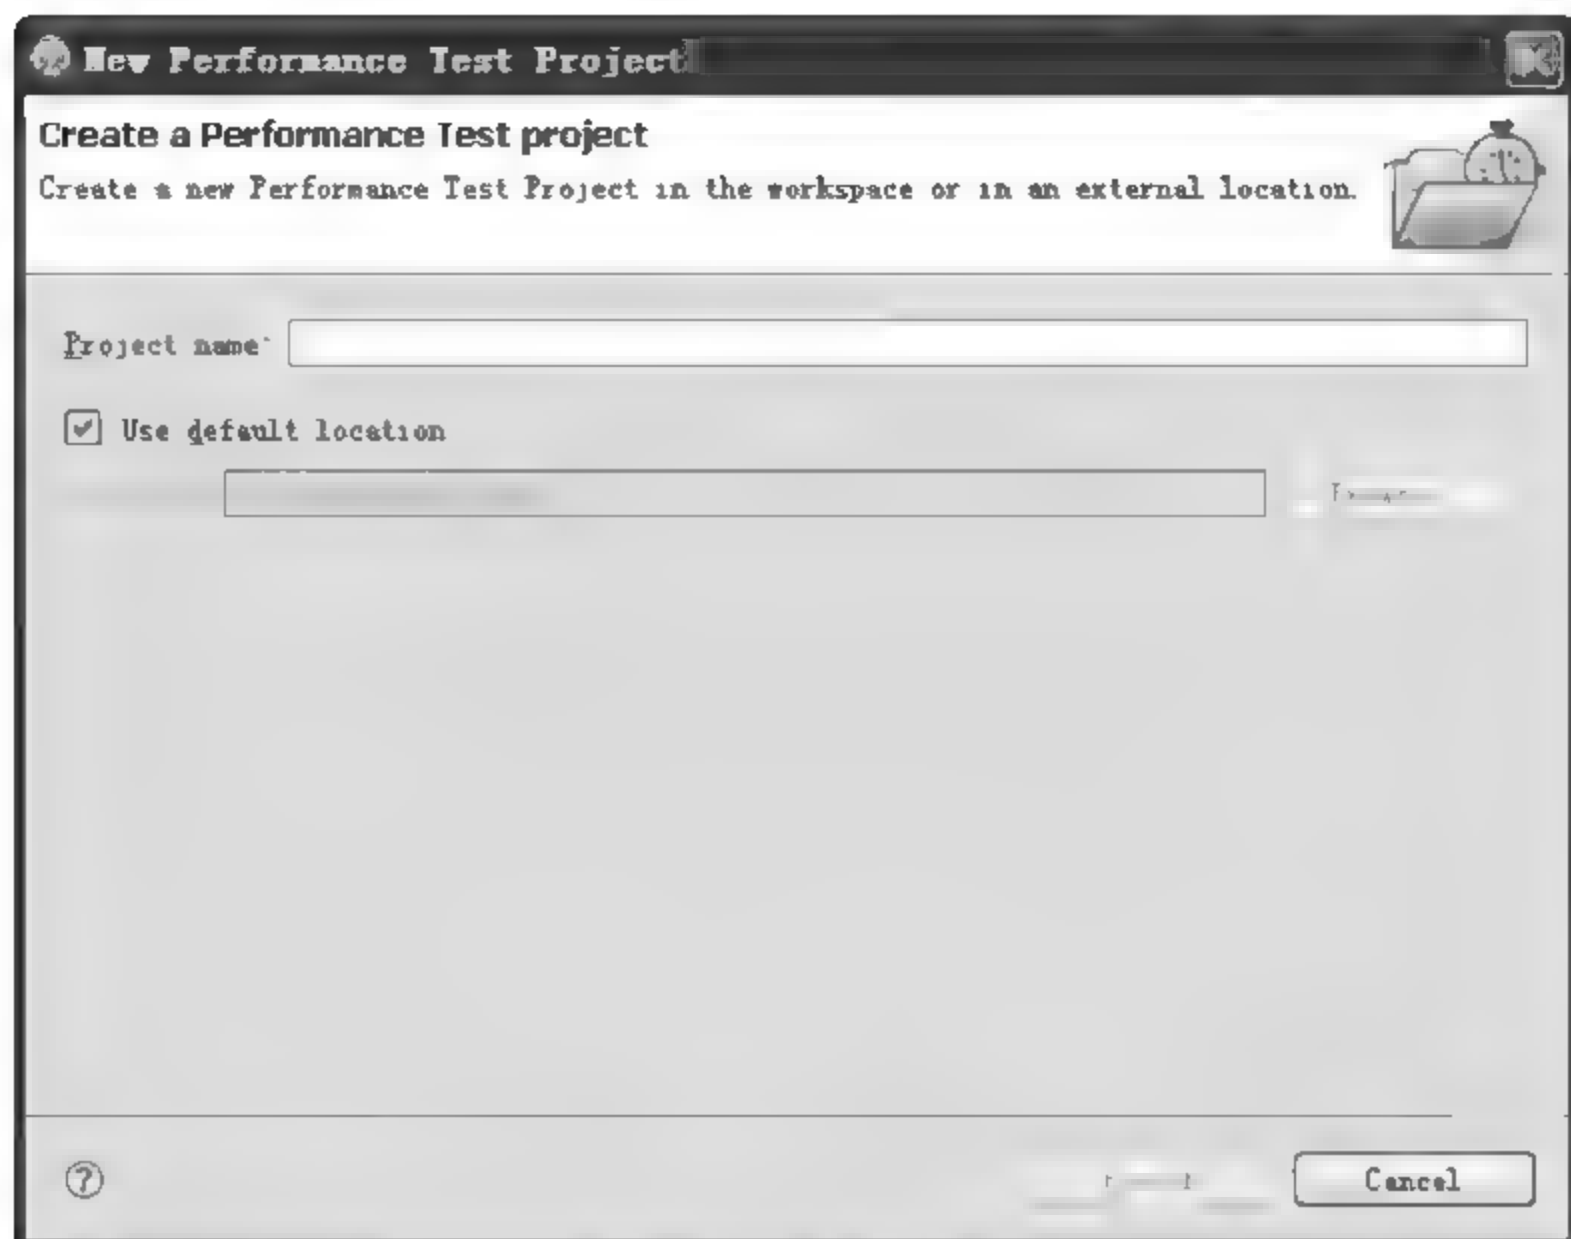 New Performance Test Project
Create a Performance Test project
Create a new Performance Test Project in the workspace or in an external location.
Project name:
Use default location
?
Cancel